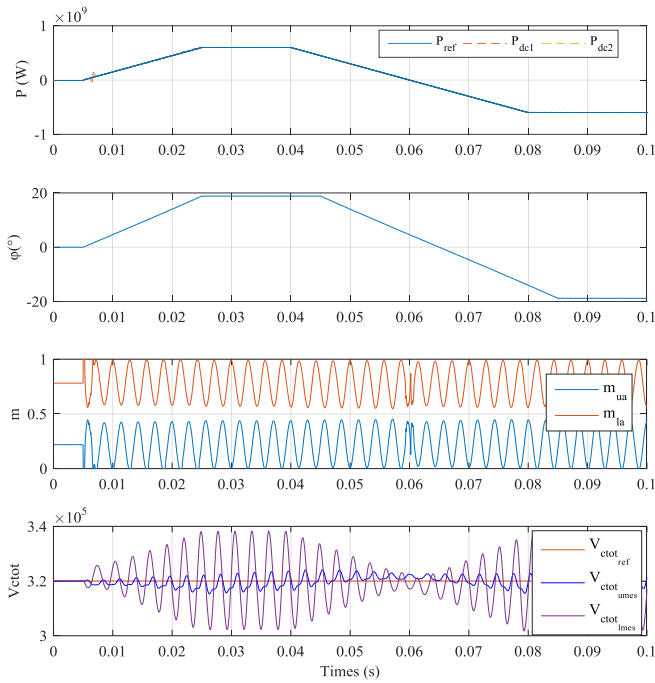 ×10^9
1
0
-1
P (W)
P_ref P_dc1 P_dc2
0 0.01 0.02 0.03 0.04 0.05 0.06 0.07 0.08 0.09 0.1
20
0
-20
φ(°)
0 0.01 0.02 0.03 0.04 0.05 0.06 0.07 0.08 0.09 0.1
1
0.5
0
m
m_ua
m_la
0 0.01 0.02 0.03 0.04 0.05 0.06 0.07 0.08 0.09 0.1
×10^5
3.4
3.2
3
Vctot
V_ctot_ref
V_ctot_umes
V_ctot_lmes
0 0.01 0.02 0.03 0.04 0.05 0.06 0.07 0.08 0.09 0.1
Times (s)